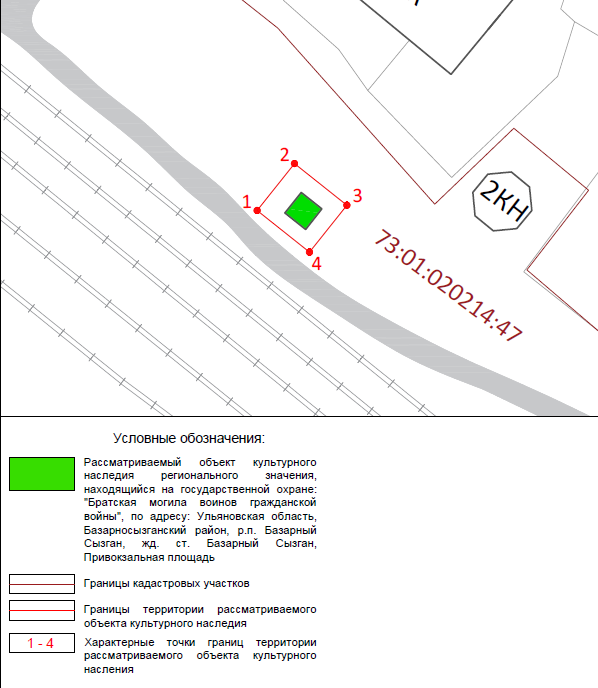 2
1
3
4
2КН
73:01:020214:47
Условные обозначения:
Рассматриваемый объект культурного
наследия регионального значения,
находящийся на государственной охране:
"Братская могила воинов гражданской
войны", по адресу: Ульяновская область,
Базарносызганский район, р.п. Базарный
Сызган, жд. ст. Базарный Сызган,
Привокзальная площадь
Границы кадастровых участков
Границы территории рассматриваемого
объекта культурного наследия
1 - 4
Характерные точки границ территории
рассматриваемого объекта культурного
насления